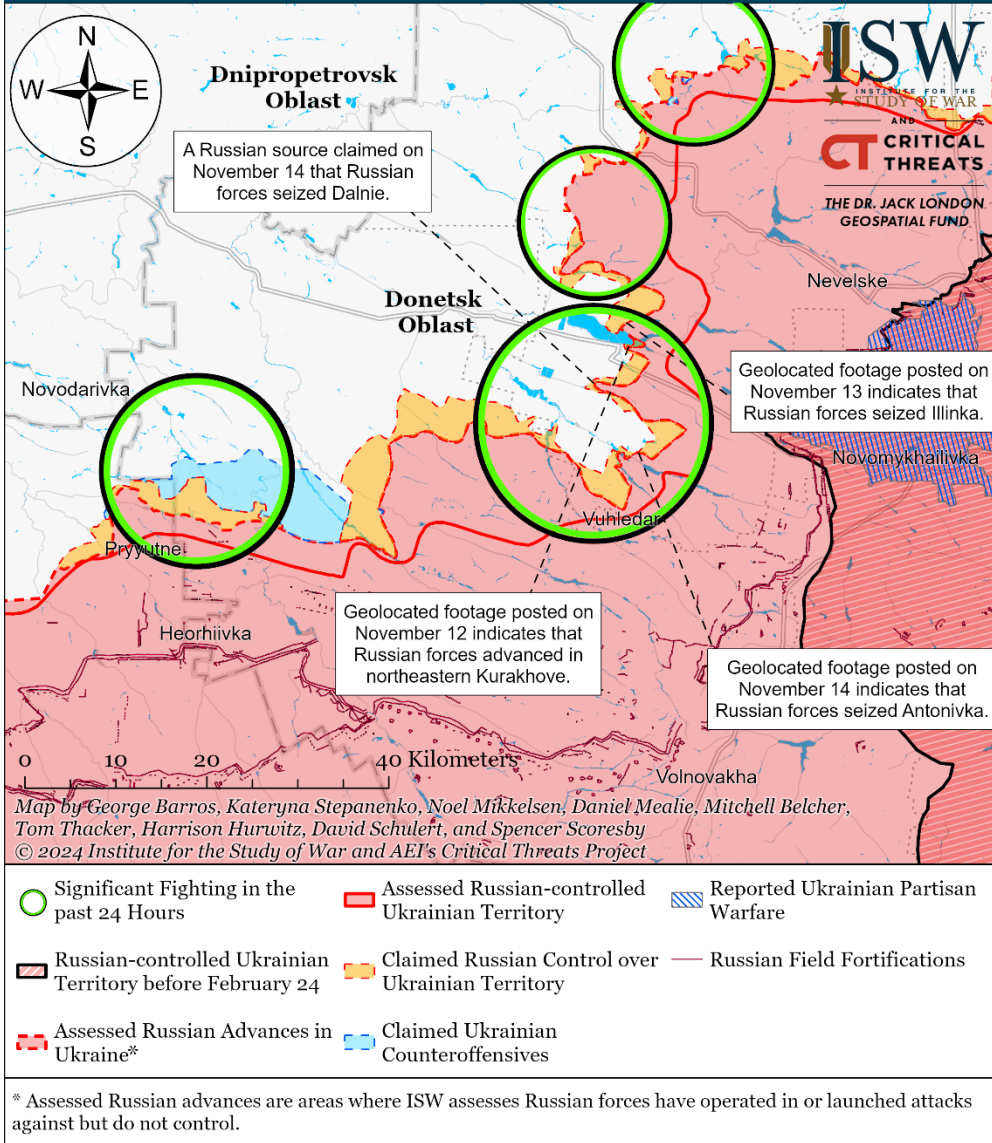 N
W
E
S
ISW
INSTITUTE FOR THE
STUDY OF WAR
AND
CT CRITICAL
THREATS
THE DR. JACK LONDON
GEOSPATIAL FUND
Dnipropetrovsk
Oblast
A Russian source claimed on
November 14 that Russian
forces seized Dalnie.
Nevelske
Donetsk
Oblast
Geolocated footage posted on
November 13 indicates that
Russian forces seized Illinka.
Novodarivka
Novomykhailivka
Vuhledar
Pryyutne
Geolocated footage posted on
November 12 indicates that
Russian forces advanced in
northeastern Kurakhove.
Heorhiivka
Geolocated footage posted on
November 14 indicates that
Russian forces seized Antonivka.
0
20
40 Kilometers
Volnovakha
Map by George Barros, Kateryna Stepanenko, Noel Mikkelsen, Daniel Mealie, Mitchell Belcher,
Tom Thacker, Harrison Hurwitz, David Schulert, and Spencer Scoresby
© 2024 Institute for the Study of War and AEI's Critical Threats Project
Significant Fighting in the
past 24 Hours
Assessed Russian-controlled
Ukrainian Territory
Reported Ukrainian Partisan
Warfare
Russian-controlled Ukrainian
Territory before February 24
Claimed Russian Control over
Ukrainian Territory
Russian Field Fortifications
Assessed Russian Advances in
Ukraine*
Claimed Ukrainian
Counteroffensives
* Assessed Russian advances are areas where ISW assesses Russian forces have operated in or launched attacks
against but do not control.